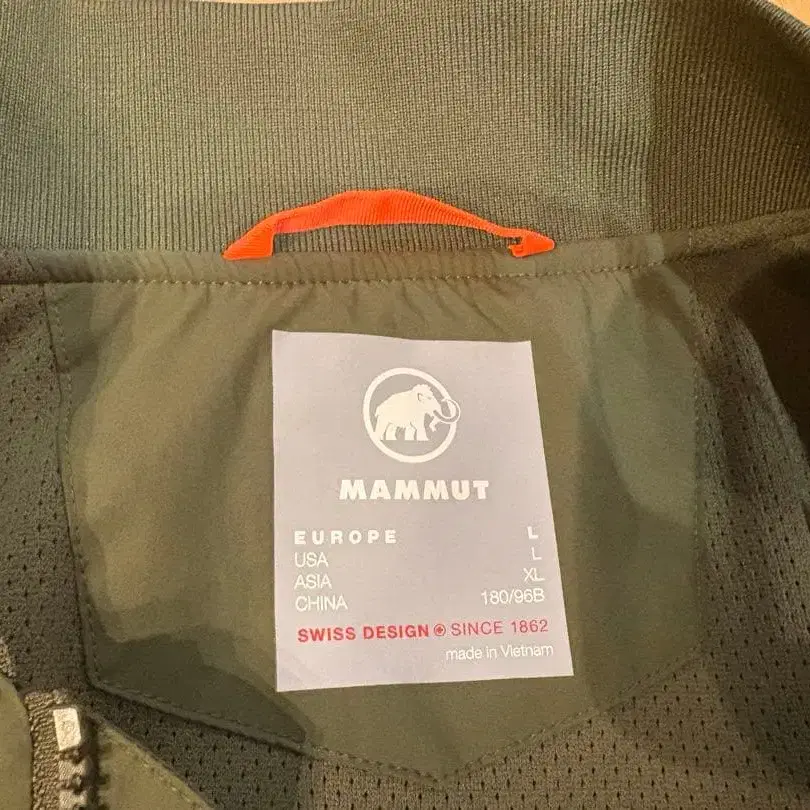 MAMMUT
EUROPE L
USA L
ASIA XL
CHINA 180/96B
SWISS DESIGN SINCE 1862
made in Vietnam